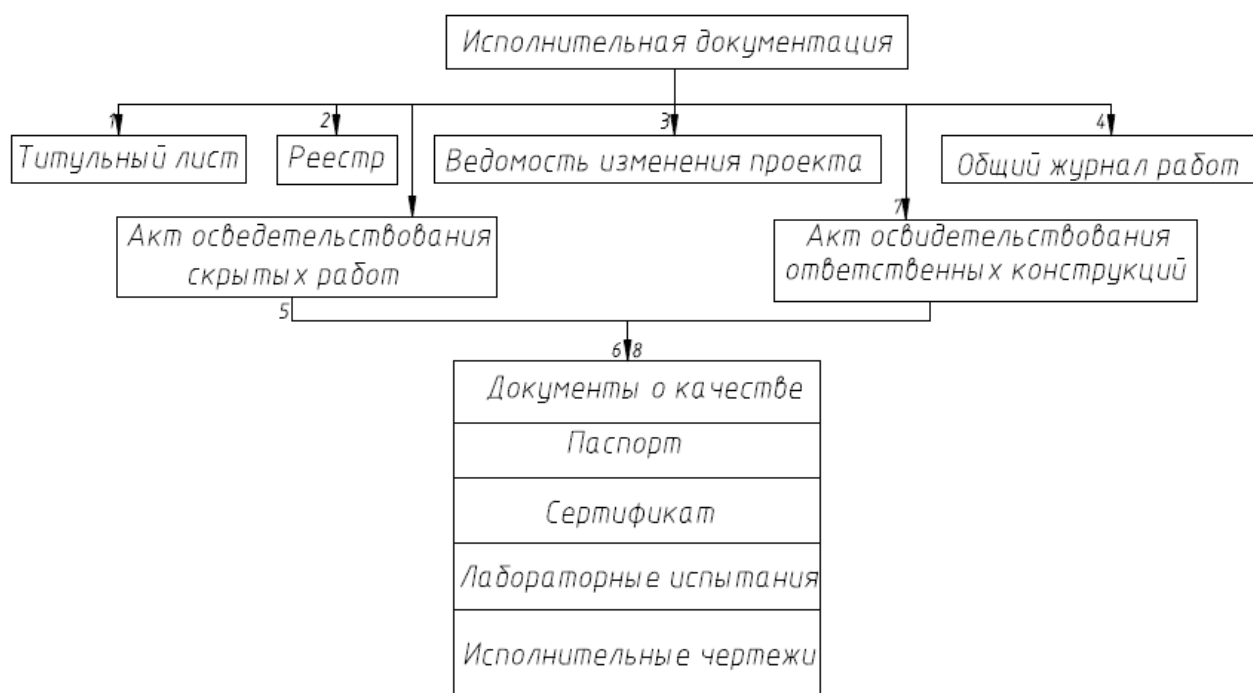 Исполнительная документация
1
2
3
4
Титульный лист
Реестр
Ведомость изменения проекта
Общий журнал работ
Акт осведетельствования
скрытых работ
7
Акт освидетельствования
ответственных конструкций
5
6 8
Документы о качестве
Паспорт
Сертификат
Лабораторные испытания
Исполнительные чертежи